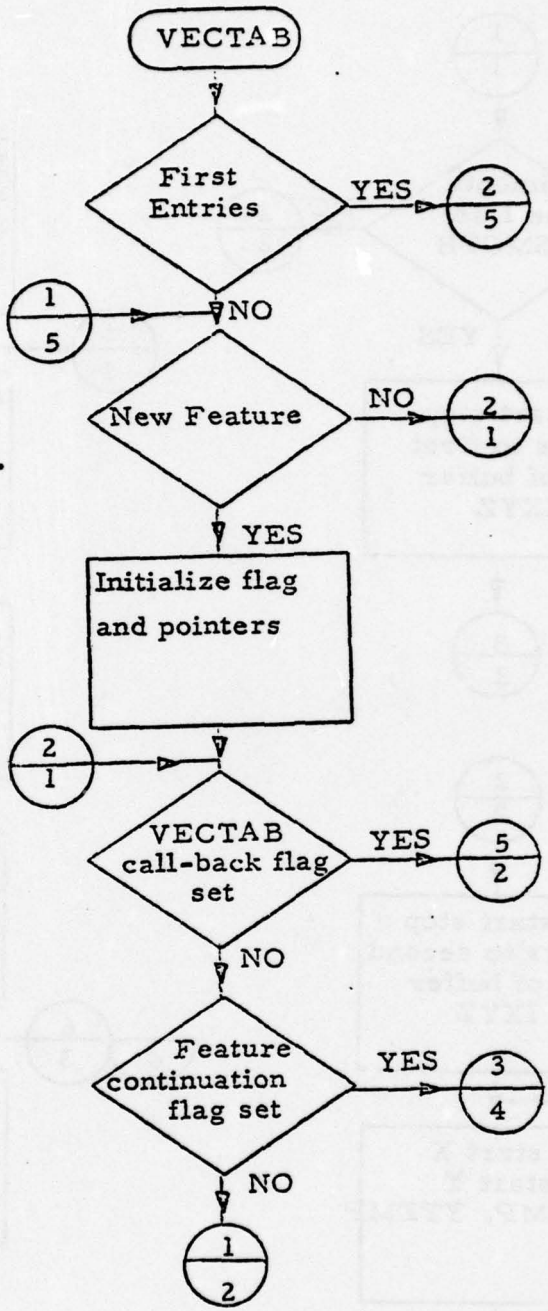 VECTAB
First
Entries
YES
2
5
1
5
NO
New Feature
NO
2
1
YES
Initialize flag
and pointers
2
1
VECTAB
call-back flag
set
YES
5
2
NO
Feature
continuation
flag set
YES
3
4
NO
1
2